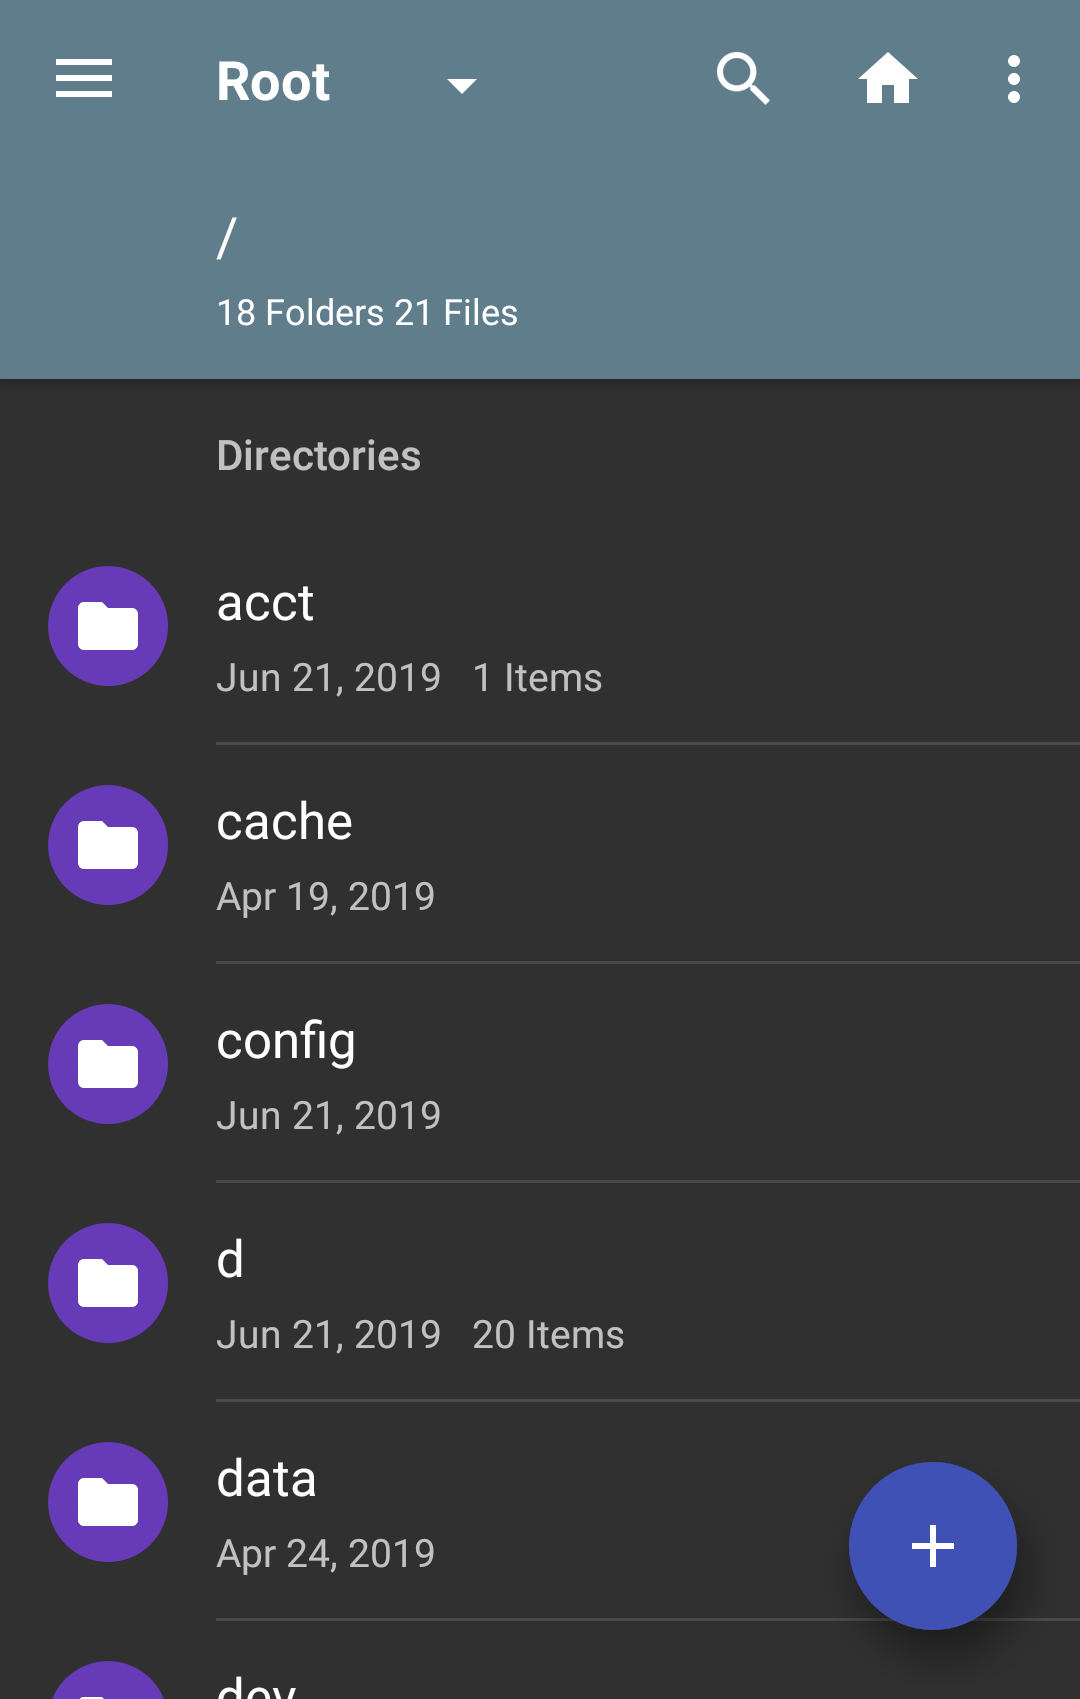 Root
/
18 Folders 21 Files
Directories
acct
Jun 21, 2019 1 Items
cache
Apr 19, 2019
config
Jun 21, 2019
d
Jun 21, 2019 20 Items
data
Apr 24, 2019
dev